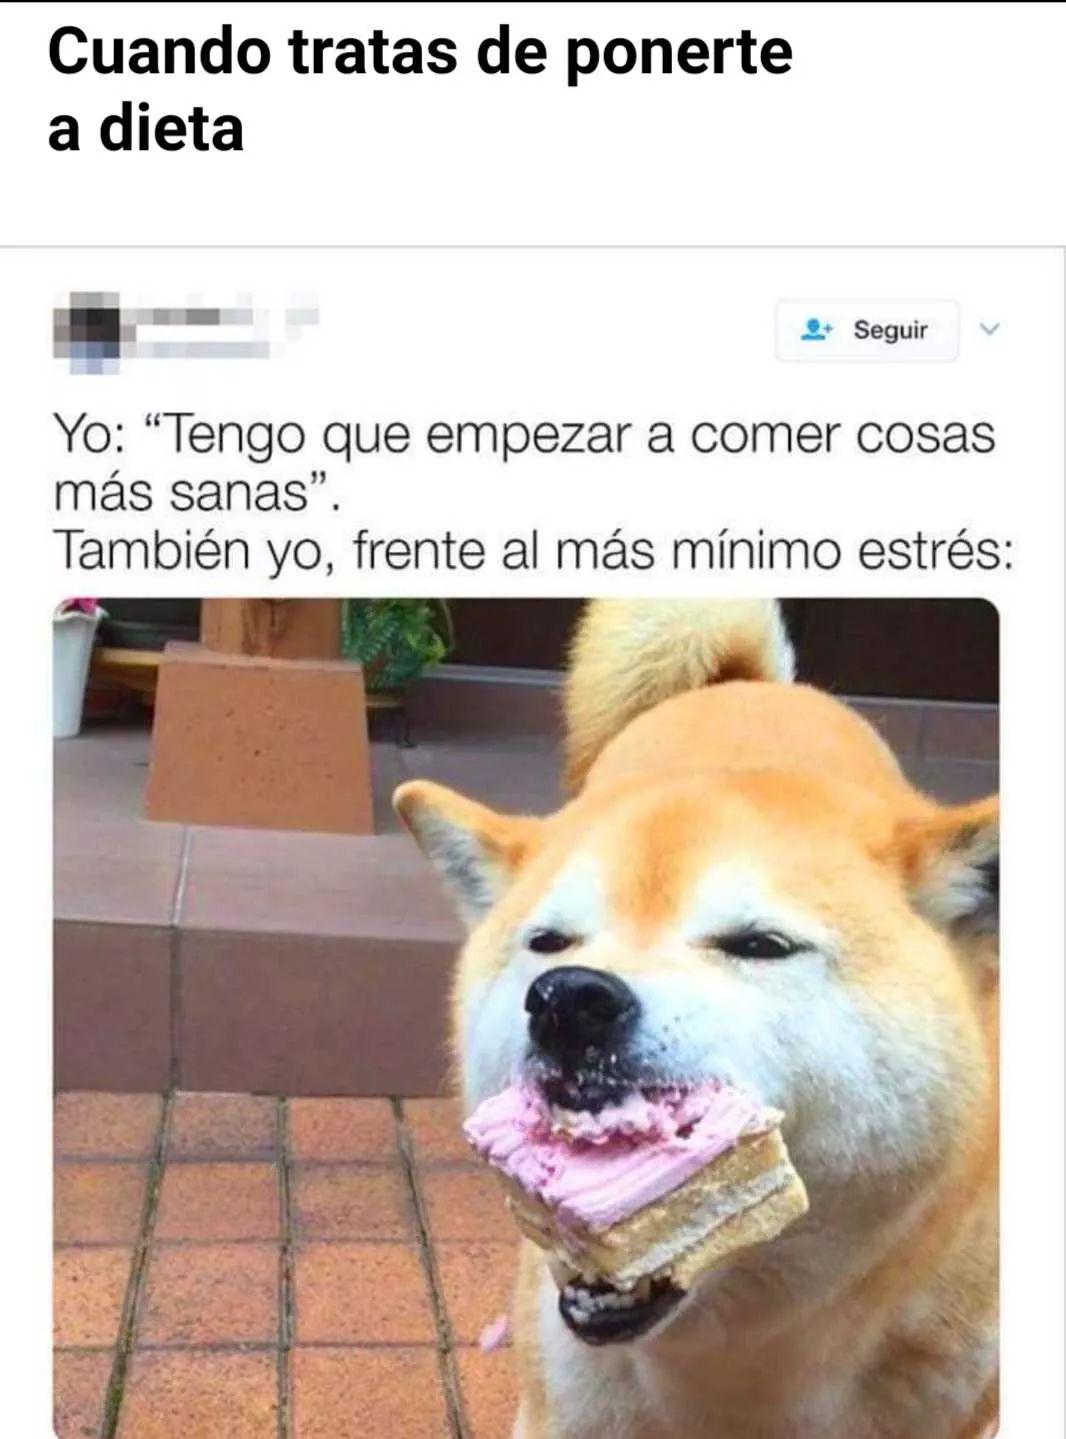 Cuando tratas de ponerte
a dieta
Seguir
Yo: “Tengo que empezar a comer cosas
más sanas”.
También yo, frente al más mínimo estrés: